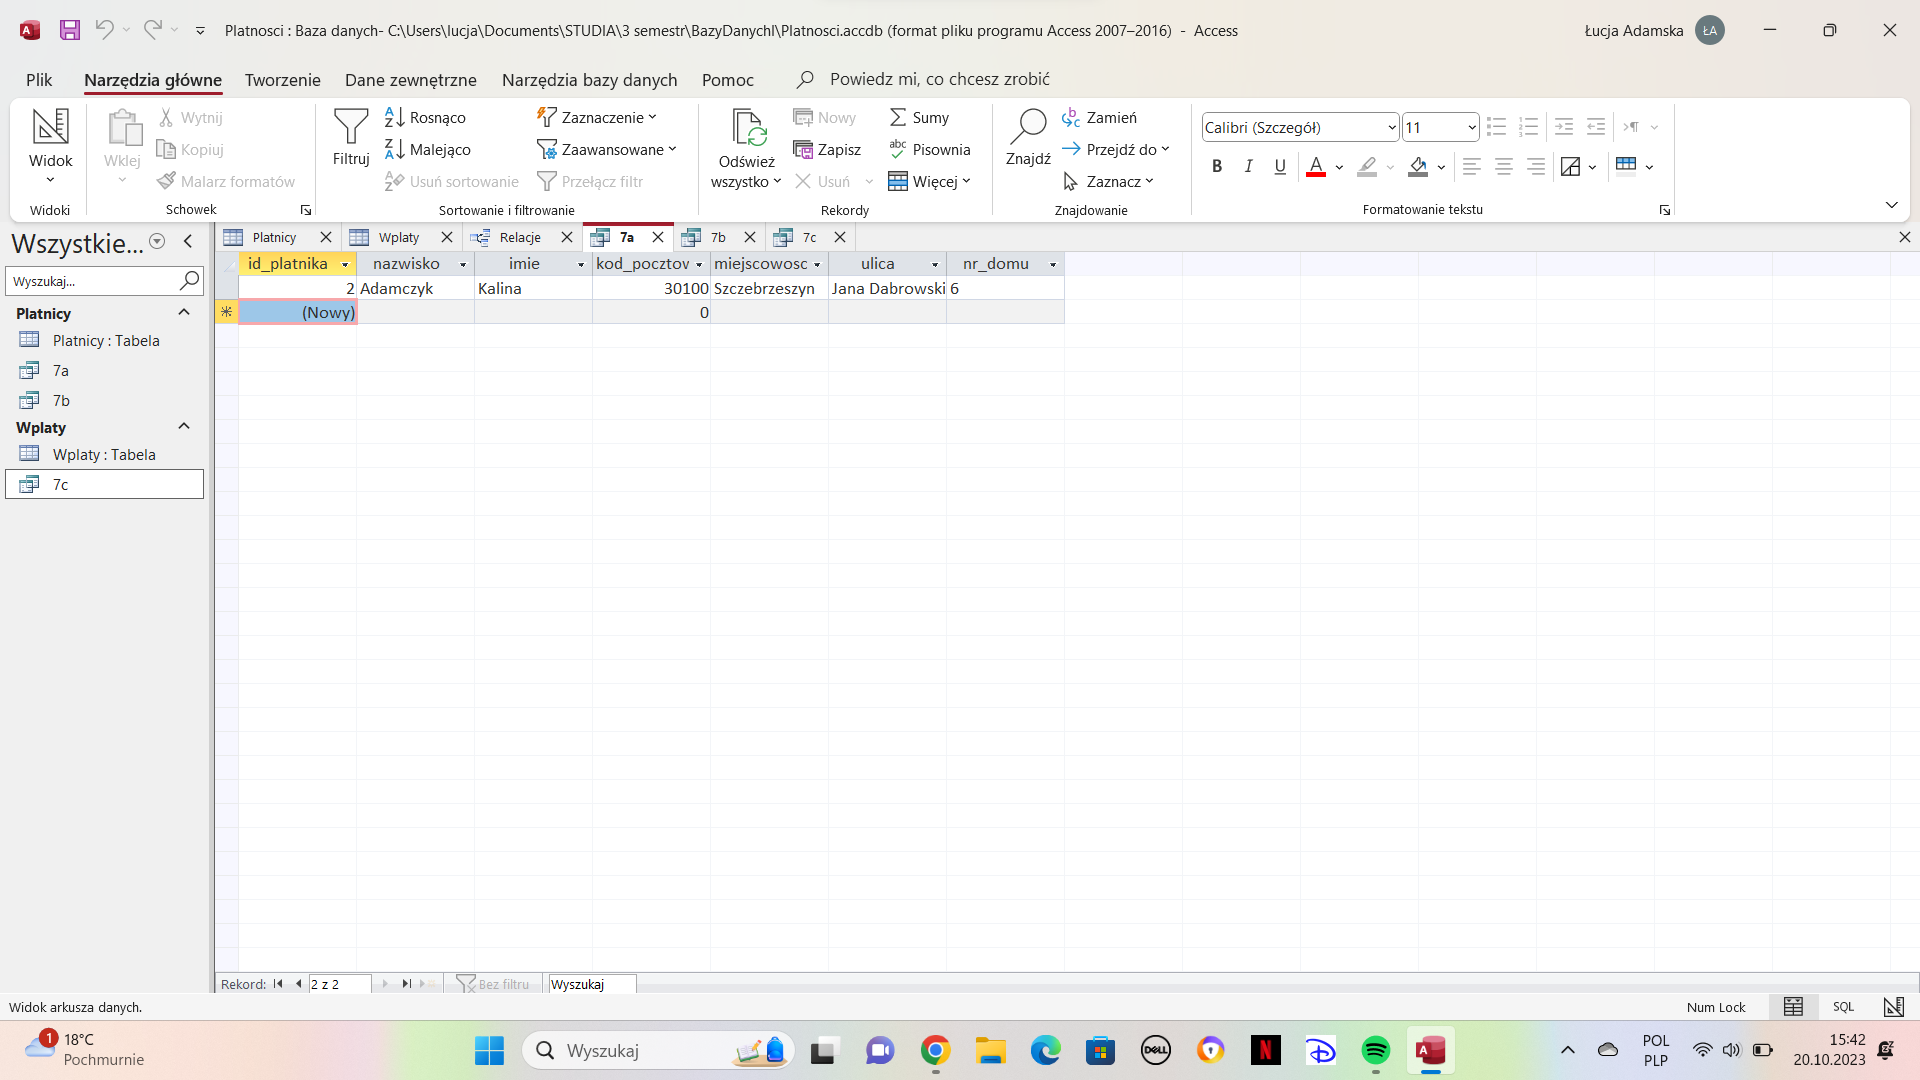 Platnosci : Baza danych- C:\Users\lucja\Documents\STUDIA\3 semestr\BazyDanychI\Platnosci.accdb (format pliku programu Access 2007–2016) - Access
Łucja Adamska ŁA
Plik Narzędzia główne Tworzenie Dane zewnętrzne Narzędzia bazy danych Pomoc Powiedz mi, co chcesz zrobić
Widok
Widoki
Wklej
Wytnij
Kopiuj
Malarz formatów
Schowek
Filtruj
Rosnąco
Malejąco
Usuń sortowanie
Zaznaczenie
Zaawansowane
Przełącz filtr
Sortowanie i filtrowanie
Odśwież
wszystko
Nowy
Zapisz
Usuń
Sumy
Pisownia
Więcej
Rekordy
Znajdź
Zamień
Przejdź do
Zaznacz
Znajdowanie
Calibri (Szczegół) 11
B I U A
Formatowanie tekstu
Wszystkie...
Wyszukaj...
Platnicy
Platnicy : Tabela
7a
7b
Wplaty
Wplaty : Tabela
7c
Platnicy Wplaty Relacje 7a 7b 7c
id_platnika nazwisko imie kod_pocztov miejscowosc ulica nr_domu
2 Adamczyk Kalina 30100 Szczebrzeszyn Jana Dabrowski 6
(Nowy) 0
Rekord: 2 z 2 Bez filtru Wyszukaj
Widok arkusza danych.
Num Lock SQL
1
18°C
Pochmurnie
Wyszukaj
DELL
N
A
POL
PLP
15:42
20.10.2023